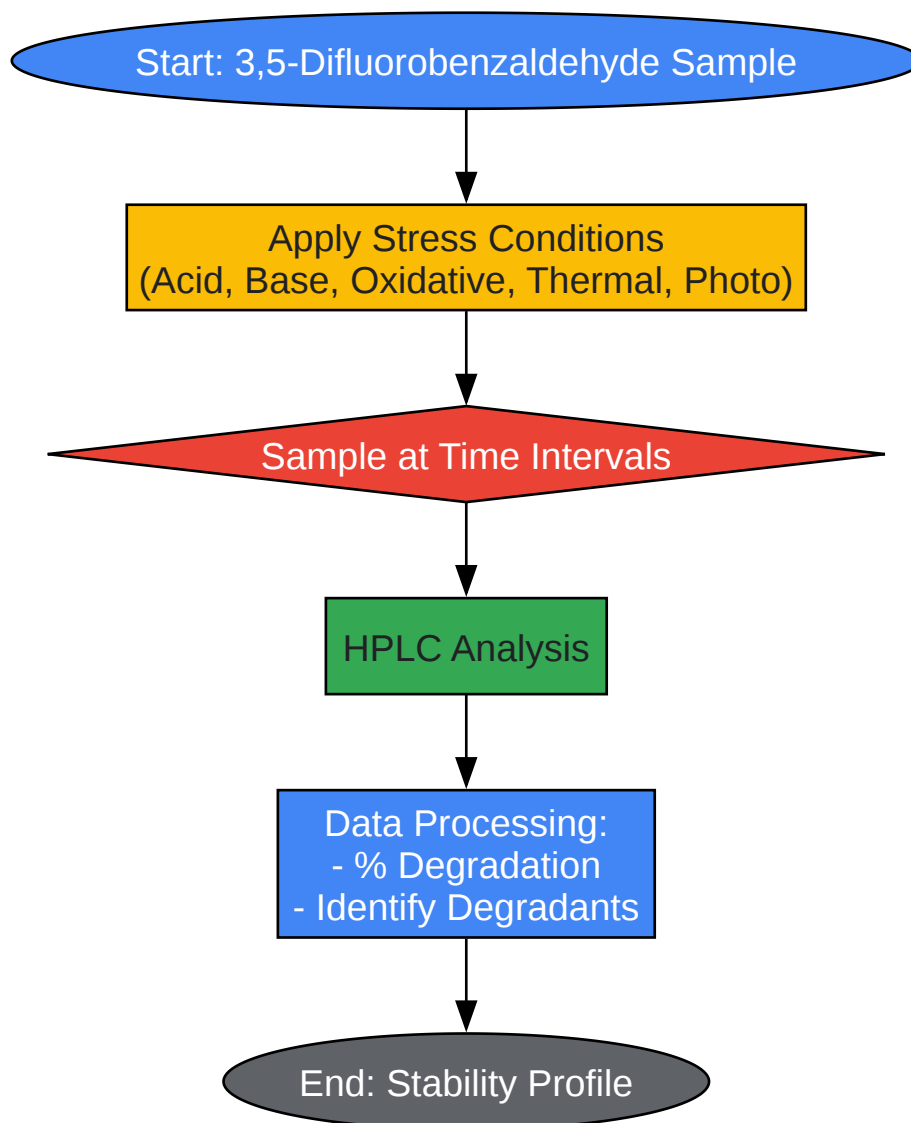 Start: 3,5-Difluorobenzaldehyde Sample
Apply Stress Conditions
(Acid, Base, Oxidative, Thermal, Photo)
Sample at Time Intervals
HPLC Analysis
Data Processing:
- % Degradation
- Identify Degradants
End: Stability Profile